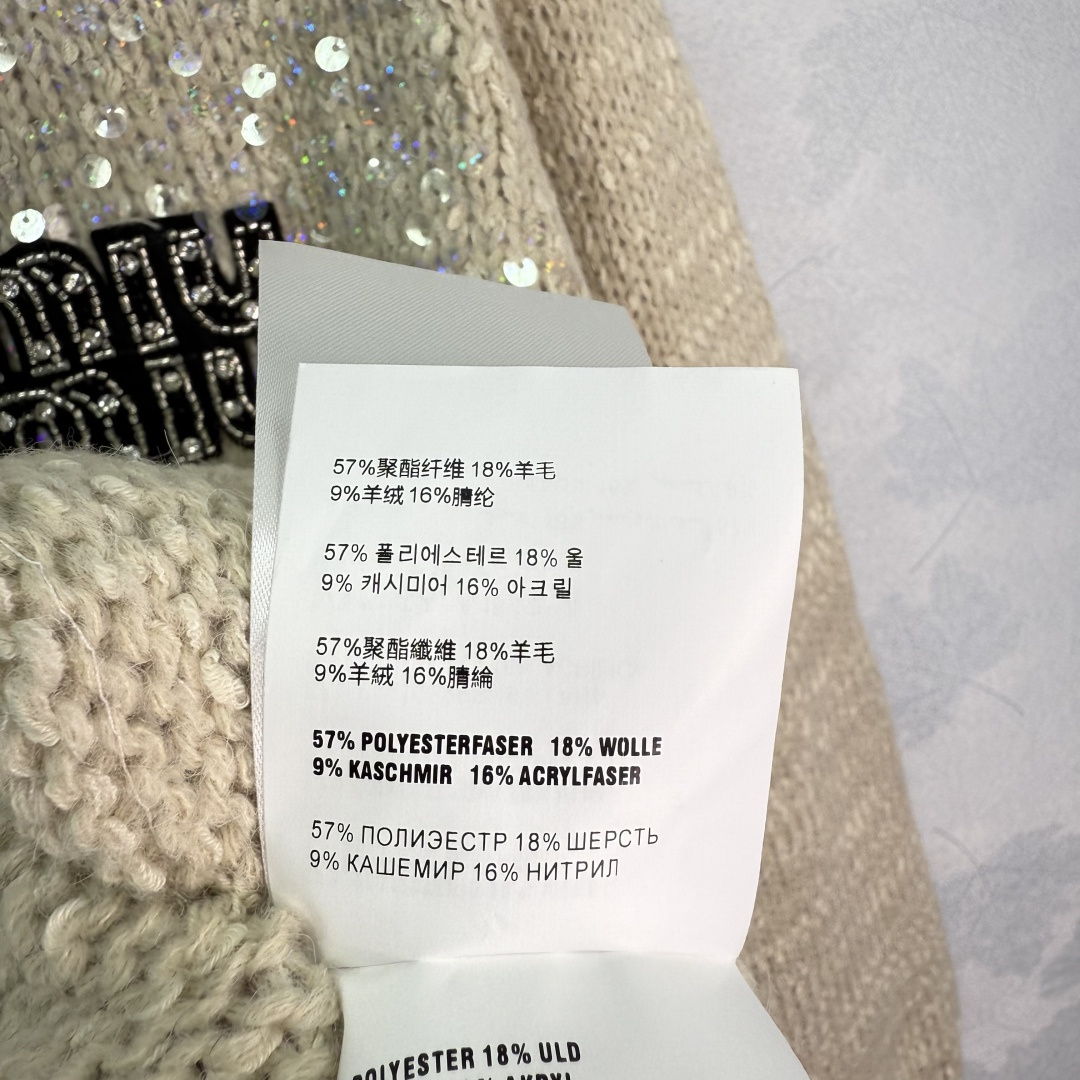 miu
miu
57%聚酯纤维 18%羊毛
9%羊绒 16%腈纶
57% 폴리에스테르 18% 울
9% 캐시미어 16% 아크릴
57%聚酯纖維 18%羊毛
9%羊絨 16%腈綸
57% POLYESTERFASER 18% WOLLE
9% KASCHMIR 16% ACRYLFASER
57% ПОЛИЭЕСТР 18% ШЕРСТЬ
9% КАШЕМИР 16% НИТРИЛ
POLYESTER 18% ULD